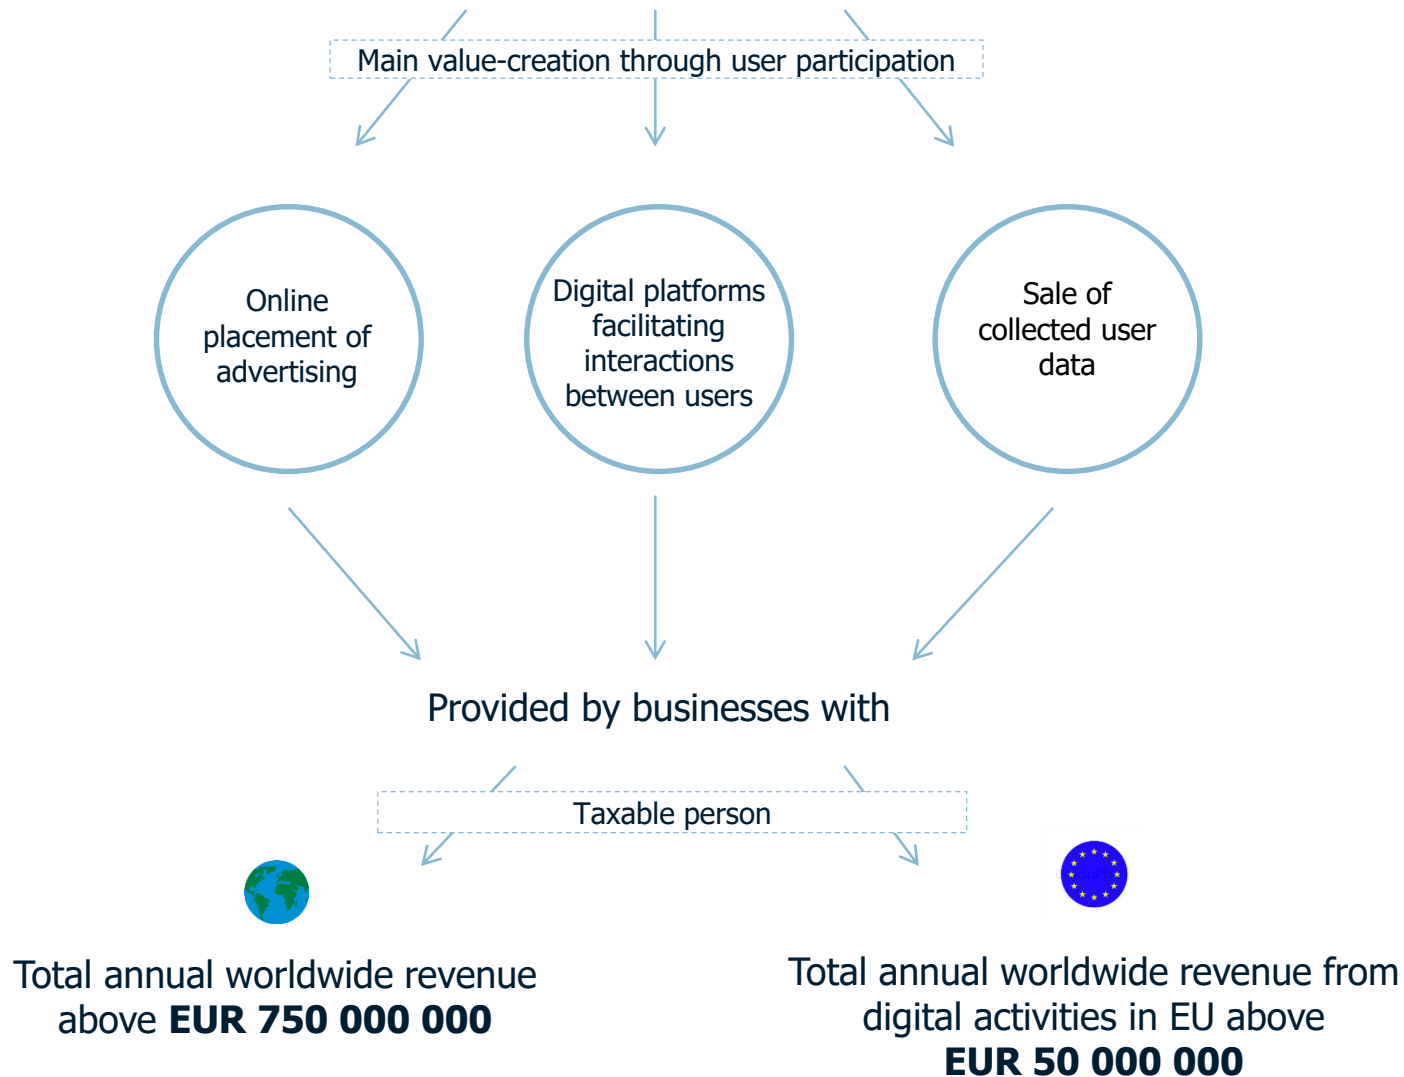 Main value-creation through user participation
Online
placement of
advertising
Digital platforms
facilitating
interactions
between users
Sale of
collected user
data
Provided by businesses with
Taxable person
Total annual worldwide revenue
above EUR 750 000 000
Total annual worldwide revenue from
digital activities in EU above
EUR 50 000 000